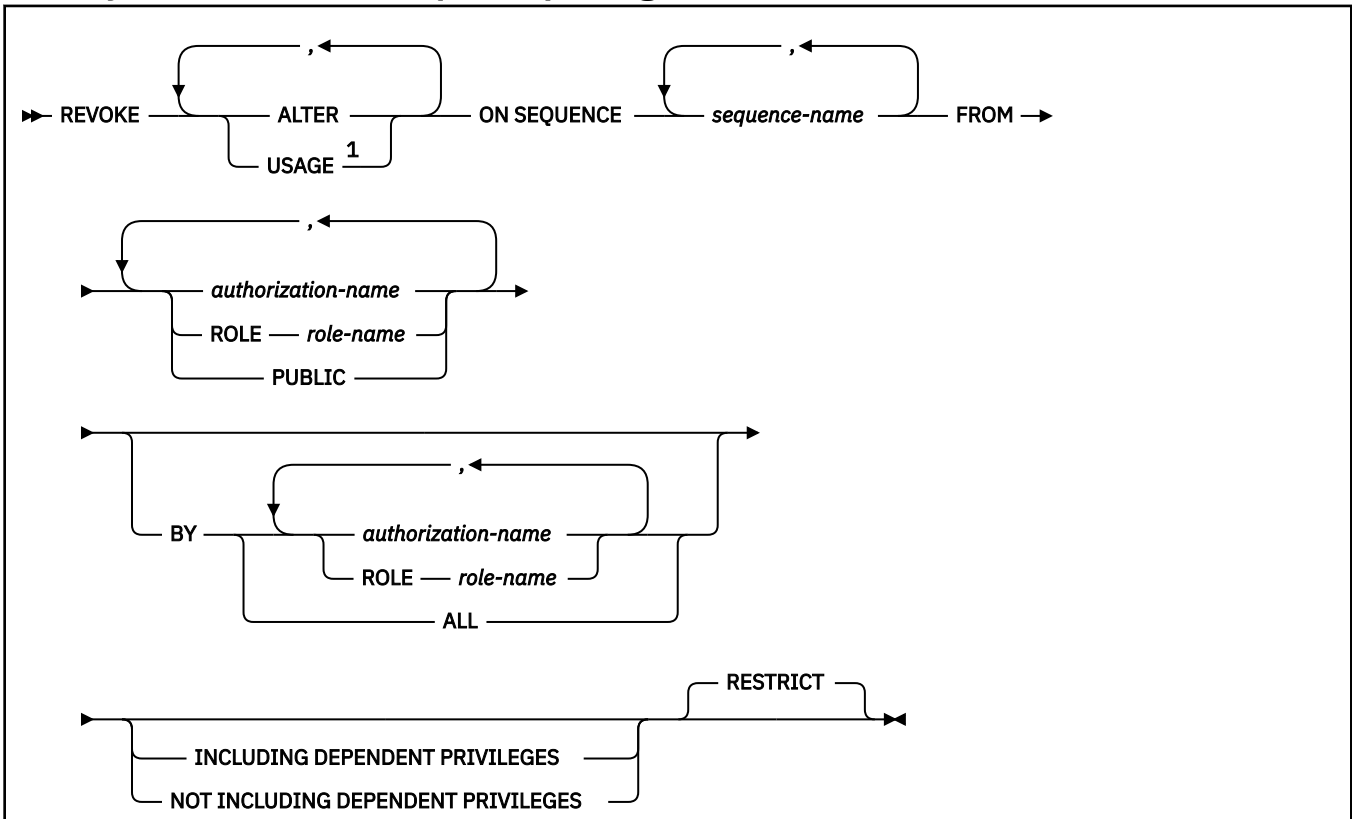 , ,
REVOKE ALTER ON SEQUENCE sequence-name FROM
USAGE 1
,
authorization-name
ROLE role-name
PUBLIC
,
BY authorization-name
ROLE role-name
ALL
RESTRICT
INCLUDING DEPENDENT PRIVILEGES
NOT INCLUDING DEPENDENT PRIVILEGES